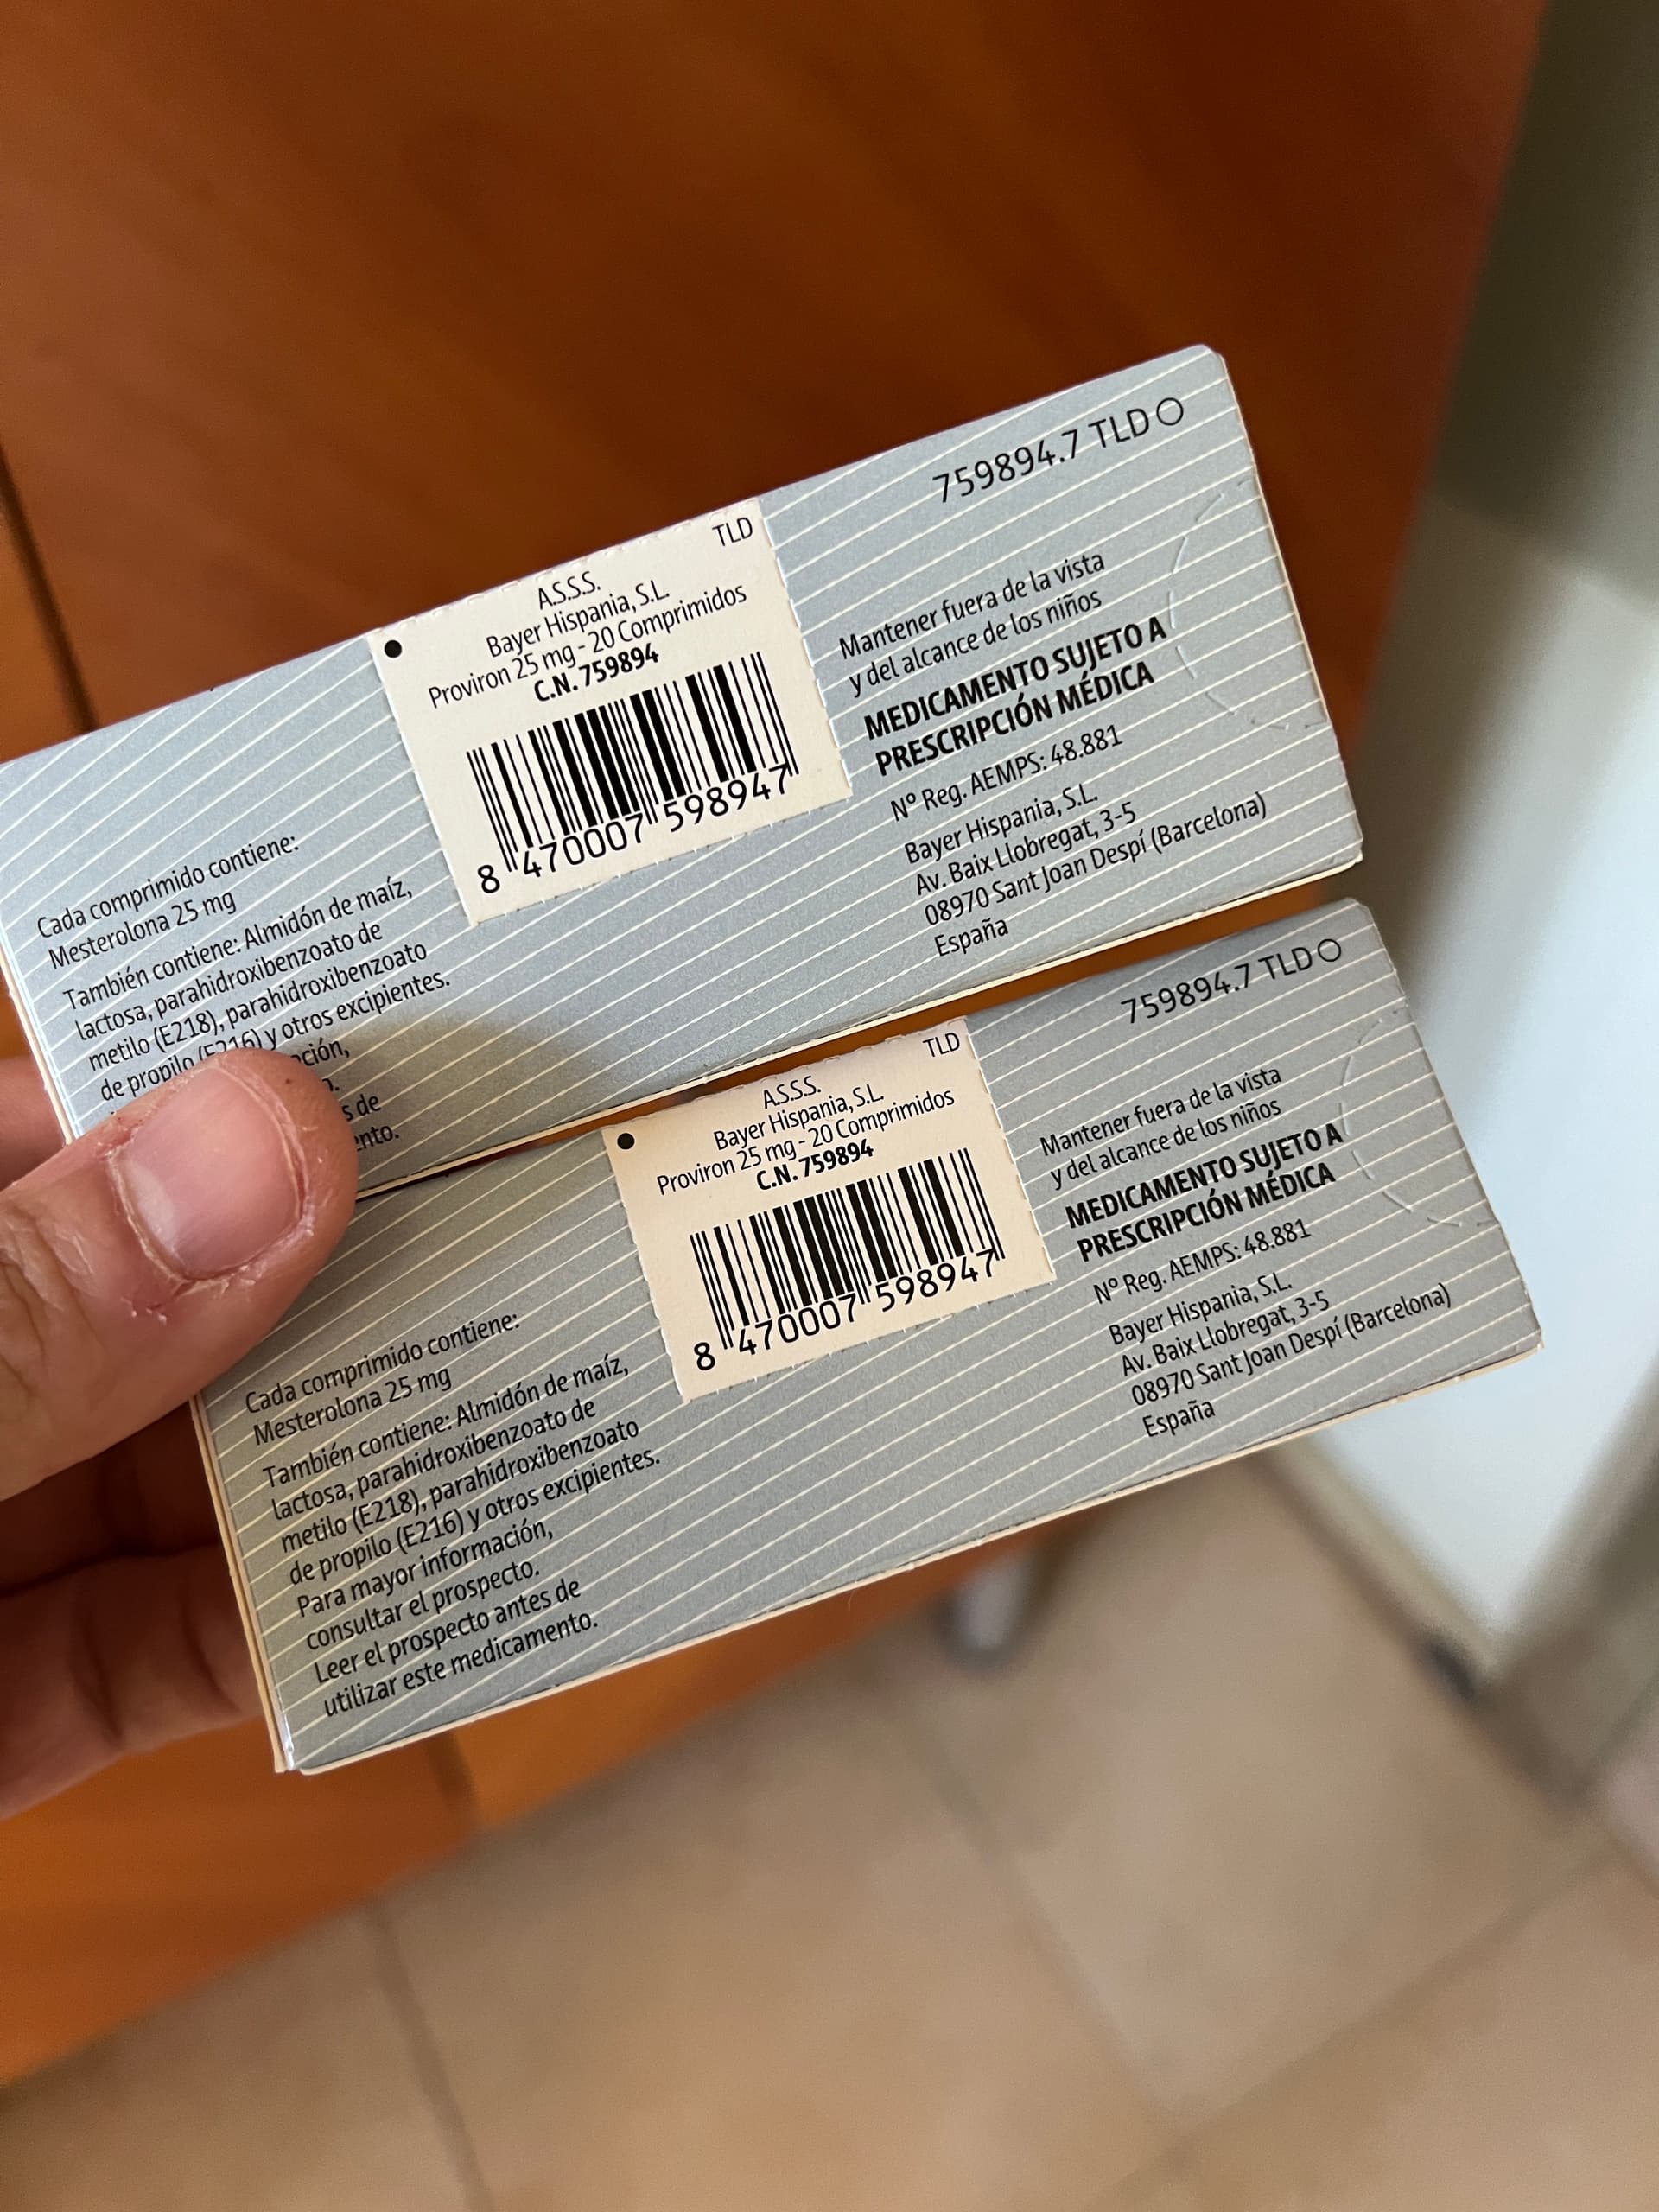 759894.7 TLD
TLD
A.S.S.S.
Bayer Hispania, S.L.
Proviron 25 mg - 20 Comprimidos
C.N. 759894
8 470007 598947
Mantener fuera de la vista
y del alcance de los niños
MEDICAMENTO SUJETO A
PRESCRIPCIÓN MÉDICA
Nº Reg. AEMPS: 48.881
Bayer Hispania, S.L.
Av. Baix Llobregat, 3-5
08970 Sant Joan Despí (Barcelona)
España
Cada comprimido contiene:
Mesterolona 25 mg
También contiene: Almidón de maíz,
lactosa, parahidroxibenzoato de
metilo (E218), parahidroxibenzoato
de propilo (E216) y otros excipientes.
de
759894.7 TLD
TLD
A.S.S.S.
Bayer Hispania, S.L.
Proviron 25 mg - 20 Comprimidos
C.N. 759894
8 470007 598947
Mantener fuera de la vista
y del alcance de los niños
MEDICAMENTO SUJETO A
PRESCRIPCIÓN MÉDICA
Nº Reg. AEMPS: 48.881
Bayer Hispania, S.L.
Av. Baix Llobregat, 3-5
08970 Sant Joan Despí (Barcelona)
España
Cada comprimido contiene:
Mesterolona 25 mg
También contiene: Almidón de maíz,
lactosa, parahidroxibenzoato de
metilo (E218), parahidroxibenzoato
de propilo (E216) y otros excipientes.
Para mayor información,
consultar el prospecto.
Leer el prospecto antes de
utilizar este medicamento.